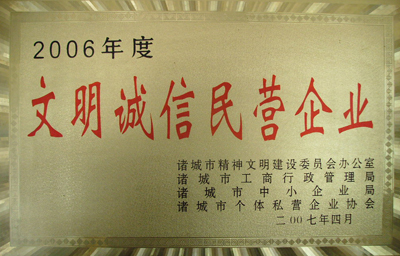 2006年度
文明诚信民营企业
诸城市精神文明建设委员会办公室
诸城市工商行政管理局
诸城市中小企业局
诸城市个体私营企业协会
二00七年四月